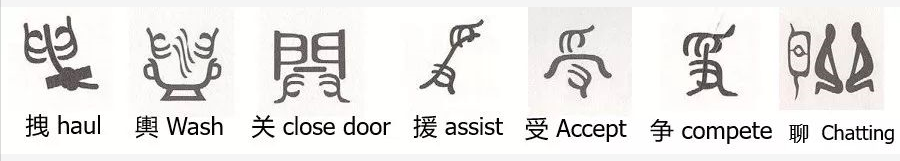 拽 haul 輿 Wash 关 close door 援 assist 受 Accept 争 compete 聊 Chatting